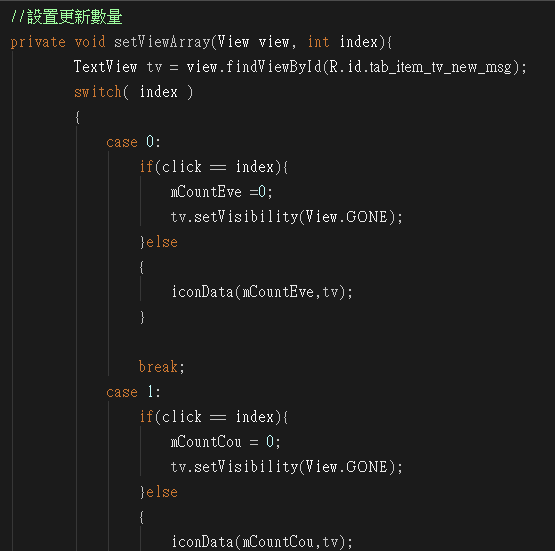 //設置更新數量
private void setViewArray(View view, int index){
TextView tv = view.findViewById(R.id.tab_item_tv_new_msg);
switch( index )
{
case 0:
if(click == index){
mCountEve =0;
tv.setVisibility(View.GONE);
}else
{
iconData(mCountEve,tv);
}
break;
case 1:
if(click == index){
mCountCou = 0;
tv.setVisibility(View.GONE);
}else
{
iconData(mCountCou,tv);